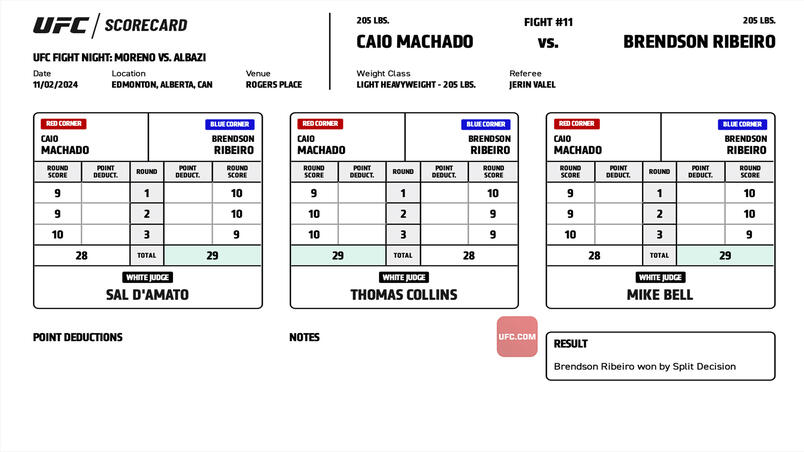 UFC SCORECARD
UFC FIGHT NIGHT: MORENO VS. ALBAZI
Date Location Venue
11/02/2024 EDMONTON, ALBERTA, CAN ROGERS PLACE
205 LBS. FIGHT #11 205 LBS.
CAIO MACHADO vs. BRENDSON RIBEIRO
Weight Class Referee
LIGHT HEAVYWEIGHT - 205 LBS. JERIN VALEL
RED CORNER BLUE CORNER
CAIO BRENDSON
MACHADO RIBEIRO
ROUND SCORE POINT DEDUCT. ROUND POINT DEDUCT. ROUND SCORE
9 1 10
9 2 10
10 3 9
28 TOTAL 29
WHITE JUDGE
SAL D'AMATO
RED CORNER BLUE CORNER
CAIO BRENDSON
MACHADO RIBEIRO
ROUND SCORE POINT DEDUCT. ROUND POINT DEDUCT. ROUND SCORE
9 1 10
10 2 9
10 3 9
29 TOTAL 28
WHITE JUDGE
THOMAS COLLINS
RED CORNER BLUE CORNER
CAIO BRENDSON
MACHADO RIBEIRO
ROUND SCORE POINT DEDUCT. ROUND POINT DEDUCT. ROUND SCORE
9 1 10
9 2 10
10 3 9
28 TOTAL 29
WHITE JUDGE
MIKE BELL
POINT DEDUCTIONS
NOTES
UFC.COM
RESULT
Brendson Ribeiro won by Split Decision